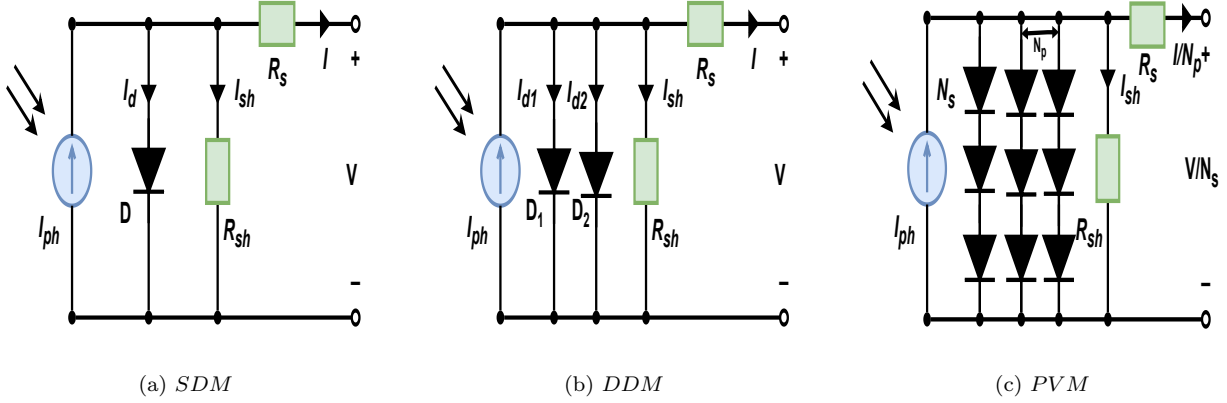 R_s
I
+
I_d
I_sh
I_ph
D
R_sh
V
−
(a) SDM
R_s
I
+
I_d1
I_d2
I_sh
I_ph
D_1
D_2
R_sh
V
−
(b) DDM
N_p
R_s
I/N_p+
N_s
I_sh
I_ph
R_sh
V/N_s
−
(c) PVM